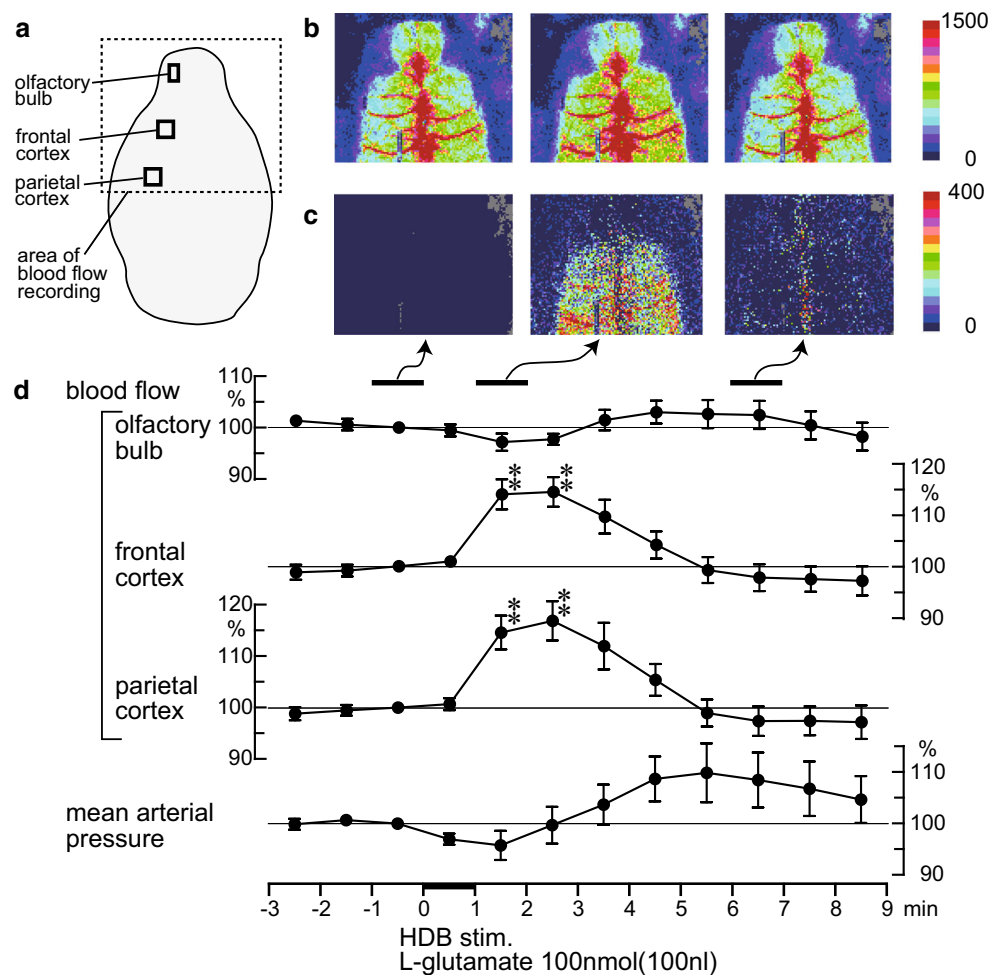 a
olfactory
bulb
frontal
cortex
parietal
cortex
area of
blood flow
recording
b
1500
0
c
400
0
d
blood flow
olfactory
bulb
110
%
100
90
frontal
cortex
120
%
110
100
90
parietal
cortex
120
%
110
100
90
mean arterial
pressure
%
110
100
90
** **
** **
-3 -2 -1 0 1 2 3 4 5 6 7 8 9 min
HDB stim.
L-glutamate 100nmol(100nl)